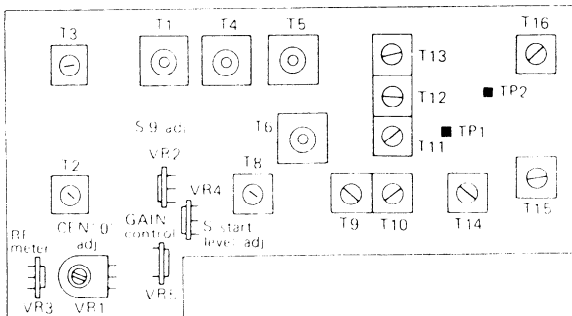 T3
T1
T4
T5
T16
T13
T12
TP2
T11
TP1
S9 adj
T6
VR2
T2
T8
VR4
T15
GAIN
control
S start
level adj
T9
T10
T14
RF
meter
CEN "0"
adj
VR3
VR1
VR5